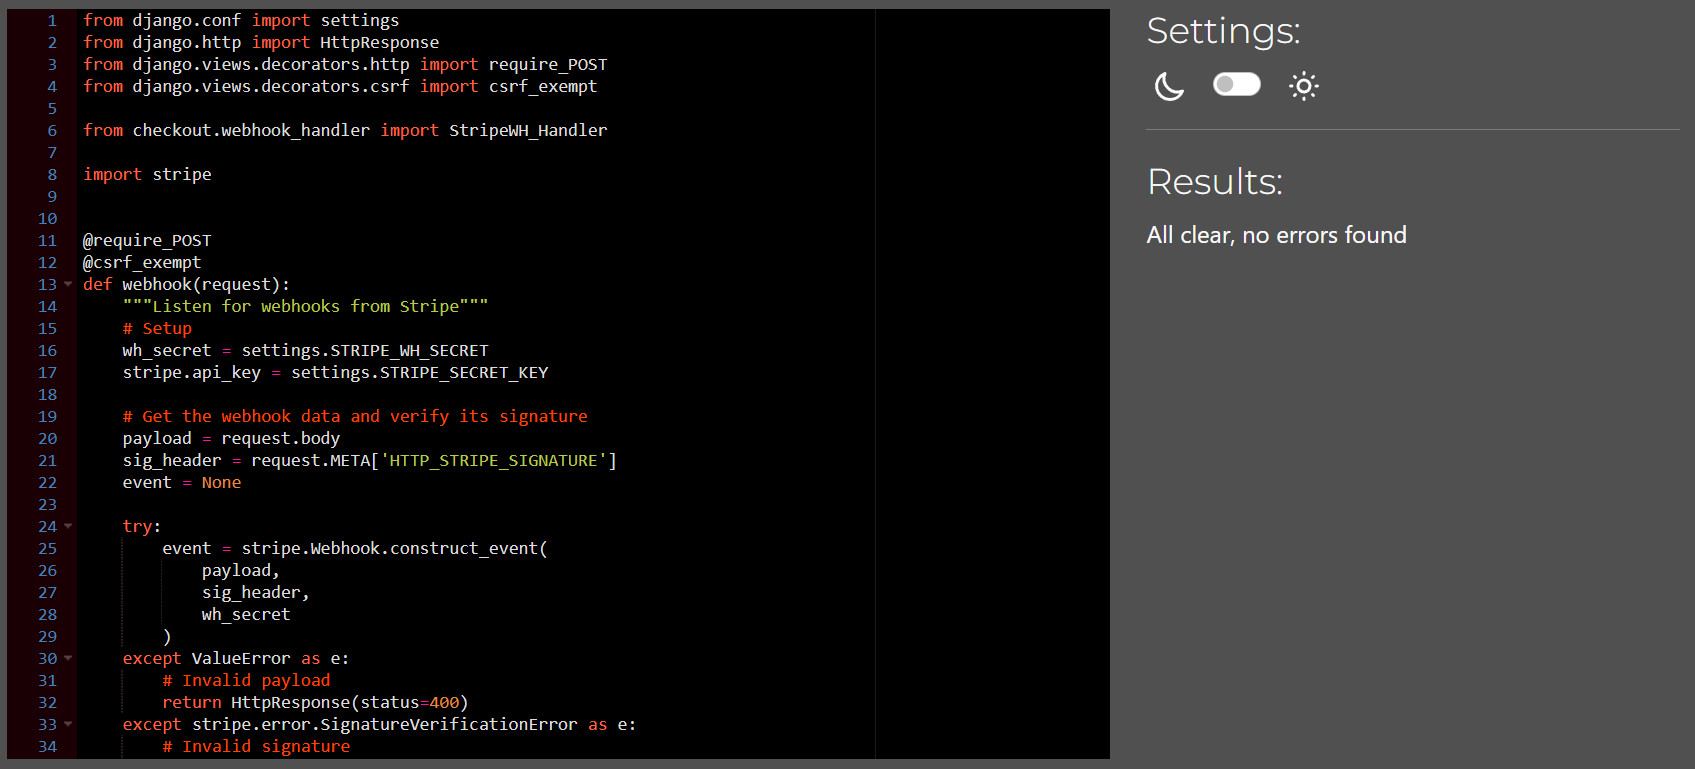 1 from django.conf import settings
2 from django.http import HttpResponse
3 from django.views.decorators.http import require_POST
4 from django.views.decorators.csrf import csrf_exempt
5
6 from checkout.webhook_handler import StripeWH_Handler
7
8 import stripe
9
10
11 @require_POST
12 @csrf_exempt
13 def webhook(request):
14     """Listen for webhooks from Stripe"""
15     # Setup
16     wh_secret = settings.STRIPE_WH_SECRET
17     stripe.api_key = settings.STRIPE_SECRET_KEY
18
19     # Get the webhook data and verify its signature
20     payload = request.body
21     sig_header = request.META['HTTP_STRIPE_SIGNATURE']
22     event = None
23
24     try:
25         event = stripe.Webhook.construct_event(
26             payload,
27             sig_header,
28             wh_secret
29         )
30     except ValueError as e:
31         # Invalid payload
32         return HttpResponse(status=400)
33     except stripe.error.SignatureVerificationError as e:
34         # Invalid signature
Settings:
Results:
All clear, no errors found